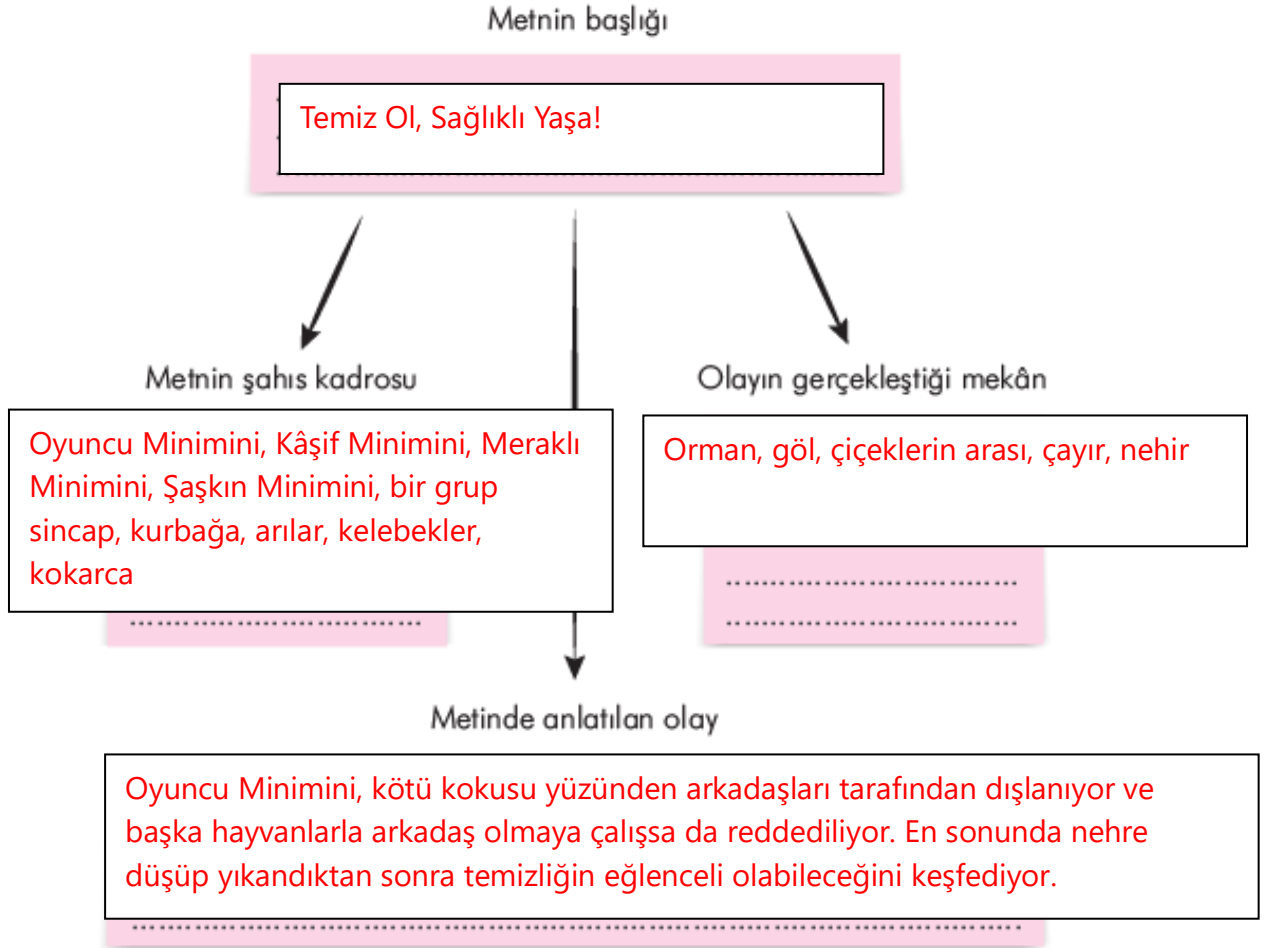 Metnin başlığı
Temiz Ol, Sağlıklı Yaşa!
Metnin şahıs kadrosu
Oyuncu Minimini, Kâşif Minimini, Meraklı
Minimini, Şaşkın Minimini, bir grup
sincap, kurbağa, arılar, kelebekler,
kokarca
Olayın gerçekleştiği mekân
Orman, göl, çiçeklerin arası, çayır, nehir
Metinde anlatılan olay
Oyuncu Minimini, kötü kokusu yüzünden arkadaşları tarafından dışlanıyor ve
başka hayvanlarla arkadaş olmaya çalışsa da reddediliyor. En sonunda nehre
düşüp yıkandıktan sonra temizliğin eğlenceli olabileceğini keşfediyor.